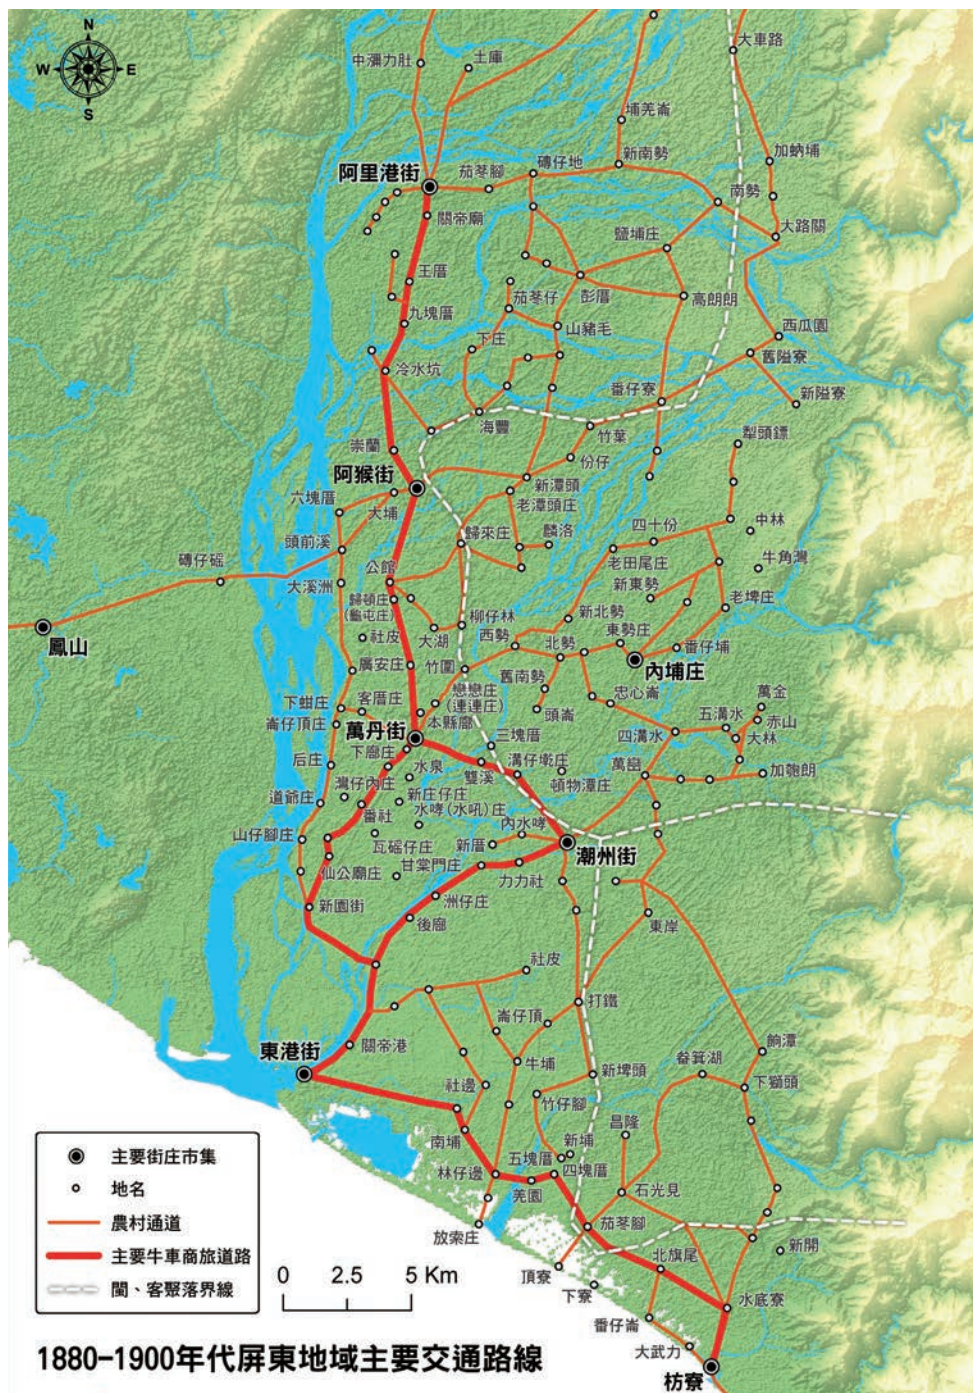 N
W
E
S
大車路
中瀰力肚
土庫
埔羌崙
加蚋埔
新南勢
磚仔地
茄苳腳
阿里港街
南勢
關帝廟
大路關
鹽埔庄
王厝
彭厝
高朗朗
茄苳仔
九塊厝
山豬毛
西瓜園
下庄
舊隘寮
冷水坑
番仔寮
新隘寮
海豐
竹葉
犁頭鏢
崇蘭
份仔
阿猴街
新潭頭
六塊厝
老潭頭庄
大埔
四十份
中林
歸來庄
麟洛
頭前溪
老田尾庄
牛角灣
磚仔磘
公館
大溪洲
新東勢
歸頓庄
(龜屯庄)
老埤庄
新北勢
柳仔林
鳳山
社皮
大湖
西勢
北勢
東勢庄
番仔埔
內埔庄
廣安庄
竹圍
舊南勢
忠心崙
萬金
戀戀庄
(連連庄)
下蚶庄
客厝庄
頭崙
五溝水
赤山
崙仔頂庄
本縣廍
四溝水
大林
萬丹街
三塊厝
下廍庄
溝仔墘庄
萬巒
加匏朗
后庄
水泉
雙溪
頓物潭庄
灣仔內庄
新庄仔庄
道爺庄
番社
水哮(水吼)庄
內水哮
山仔腳庄
瓦磘仔庄
新厝
潮州街
仙公廟庄
甘棠門庄
力力社
新園街
洲仔庄
後廍
東岸
社皮
打鐵
崙仔頂
關帝港
東港街
餉潭
牛埔
畚箕湖
社邊
新埤頭
下獅頭
竹仔腳
昌隆
南埔
新埔
五塊厝
林仔邊
四塊厝
羌園
石光見
放索庄
茄苳腳
新開
頂寮
北旗尾
下寮
水底寮
番仔崙
大武力
枋寮
主要街庄市集
地名
農村通道
主要牛車商旅道路
閩、客聚落界線
0 2.5 5 Km
1880-1900年代屏東地域主要交通路線